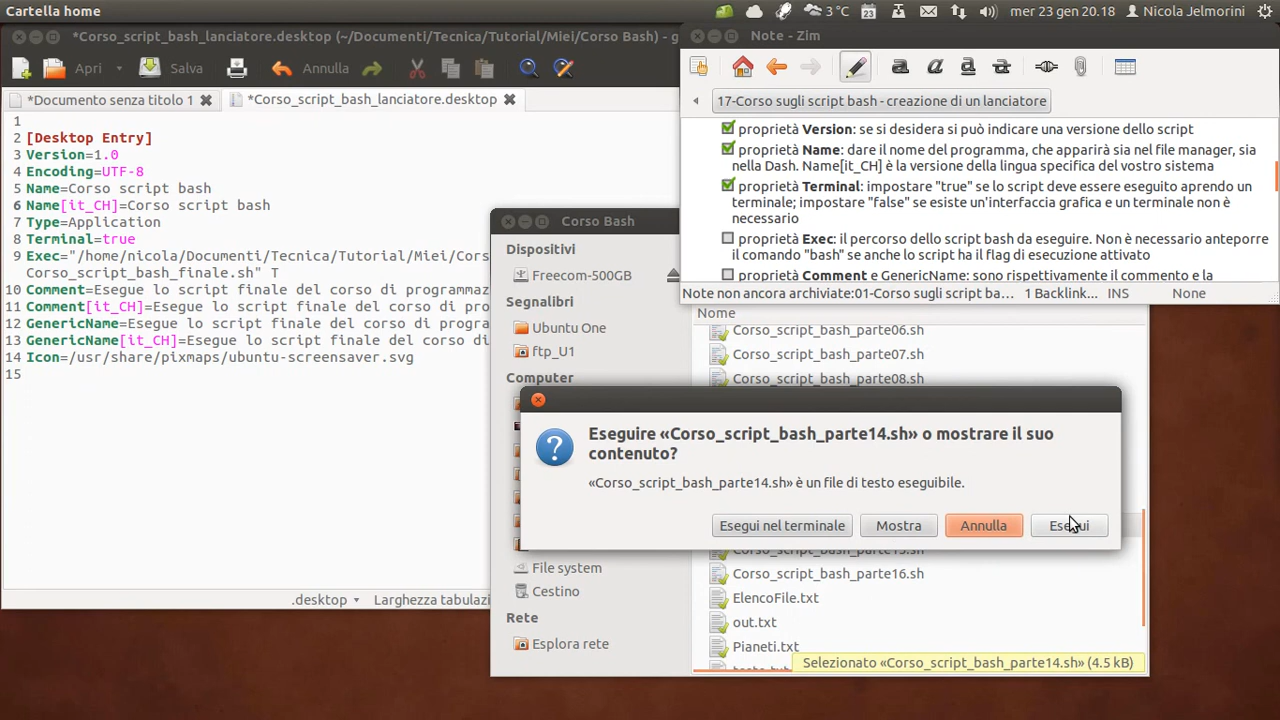 Cartella home
3 °C
mer 23 gen 20.18
Nicola Jelmorini
*Corso_script_bash_lanciatore.desktop (~/Documenti/Tecnica/Tutorial/Miei/Corso Bash) - g
Apri
Salva
Annulla
*Documento senza titolo 1
*Corso_script_bash_lanciatore.desktop
1
2 [Desktop Entry]
3 Version=1.0
4 Encoding=UTF-8
5 Name=Corso script bash
6 Name[it_CH]=Corso script bash
7 Type=Application
8 Terminal=true
9 Exec="/home/nicola/Documenti/Tecnica/Tutorial/Miei/Cors
Corso_script_bash_finale.sh" T
10 Comment=Esegue lo script finale del corso di programmaz
11 Comment[it_CH]=Esegue lo script finale del corso di pro
12 GenericName=Esegue lo script finale del corso di progra
13 GenericName[it_CH]=Esegue lo script finale del corso di
14 Icon=/usr/share/pixmaps/ubuntu-screensaver.svg
15
.desktop
Larghezza tabulazi
Note - Zim
17-Corso sugli script bash - creazione di un lanciatore
proprietà Version: se si desidera si può indicare una versione dello script
proprietà Name: dare il nome del programma, che apparirà sia nel file manager, sia
nella Dash. Name[it_CH] è la versione della lingua specifica del vostro sistema
proprietà Terminal: impostare "true" se lo script deve essere eseguito aprendo un
terminale; impostare "false" se esiste un'interfaccia grafica e un terminale non è
necessario
proprietà Exec: il percorso dello script bash da eseguire. Non è necessario anteporre
il comando "bash" se anche lo script ha il flag di esecuzione attivato
proprietà Comment e GenericName: sono rispettivamente il commento e la
Note non ancora archiviate:01-Corso sugli script ba...
1 Backlink...
INS
None
Corso Bash
Dispositivi
Freecom-500GB
Segnalibri
Ubuntu One
ftp_U1
Computer
File system
Cestino
Rete
Esplora rete
Nome
Corso_script_bash_parte06.sh
Corso_script_bash_parte07.sh
Corso_script_bash_parte08.sh
Eseguire «Corso_script_bash_parte14.sh» o mostrare il suo
contenuto?
«Corso_script_bash_parte14.sh» è un file di testo eseguibile.
Esegui nel terminale
Mostra
Annulla
Esegui
Corso_script_bash_parte15.sh
Corso_script_bash_parte16.sh
ElencoFile.txt
out.txt
Pianeti.txt
Selezionato «Corso_script_bash_parte14.sh» (4.5 kB)